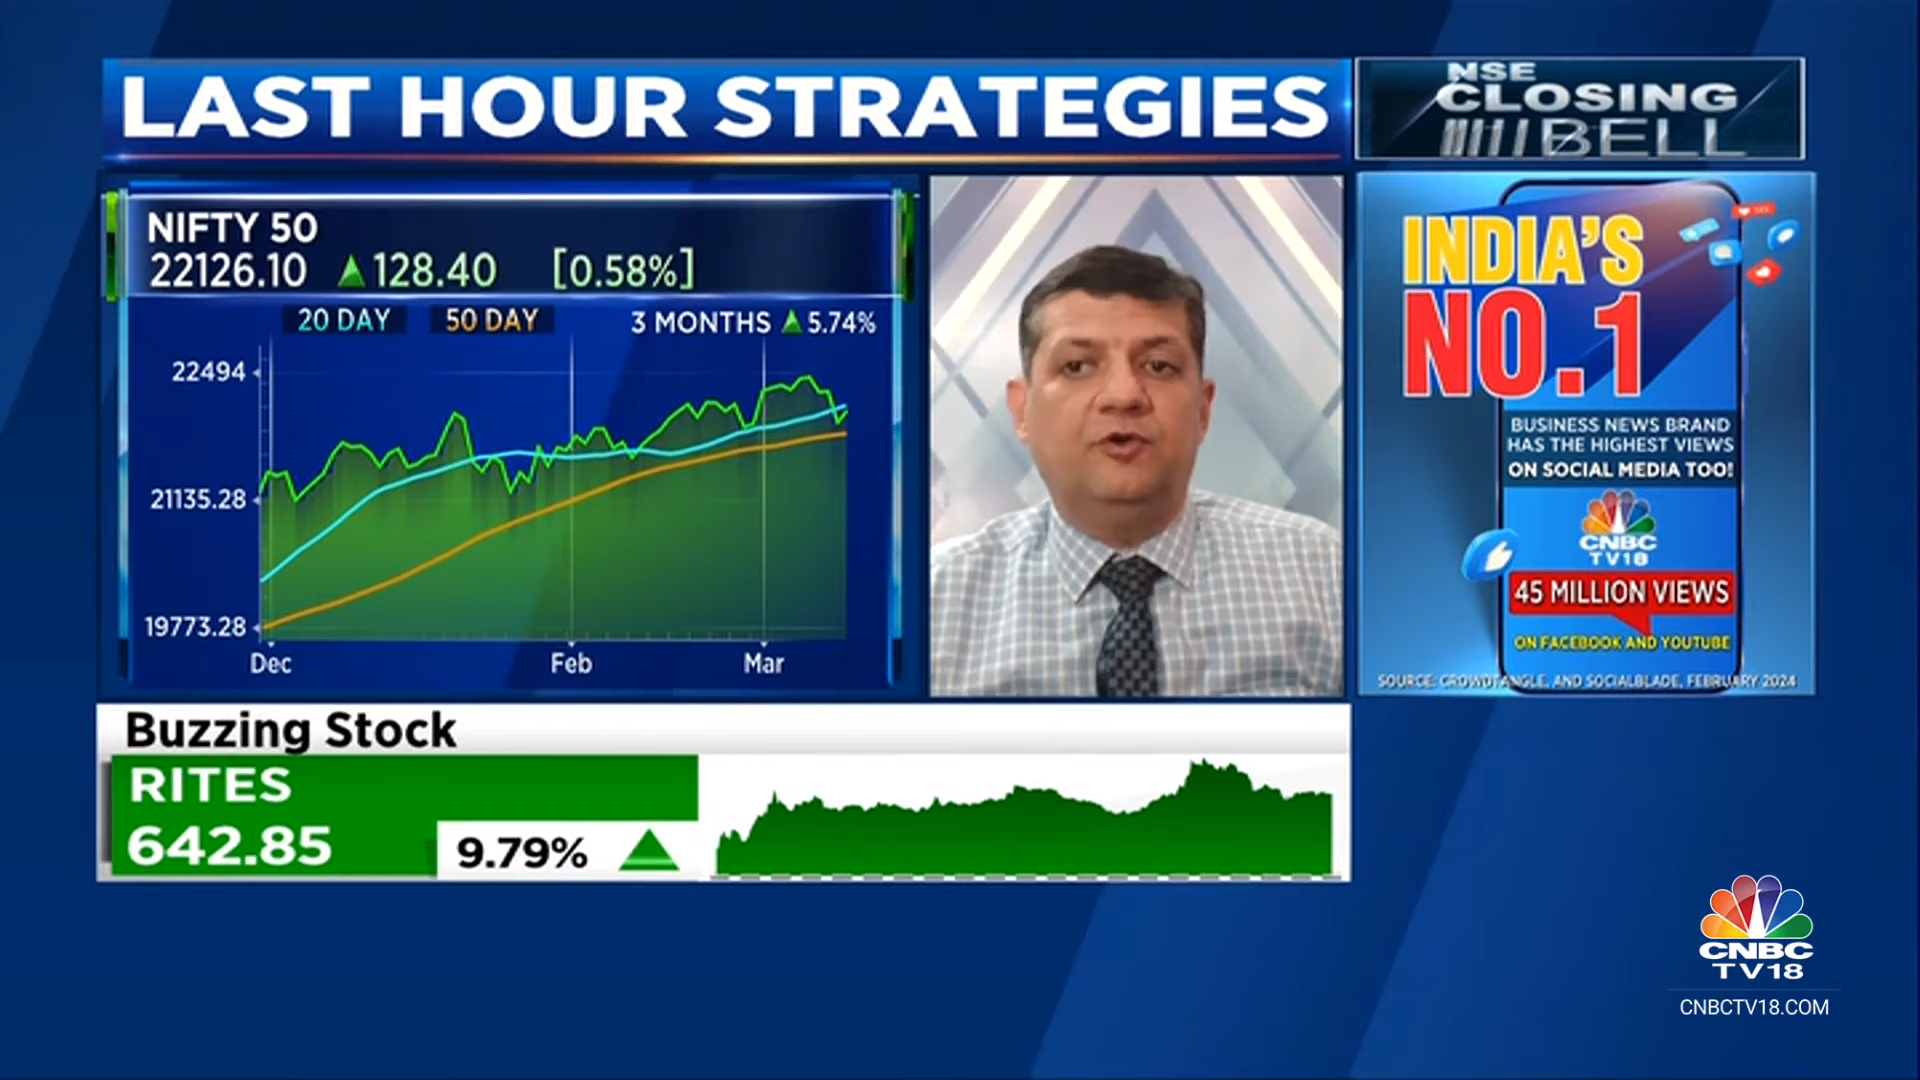 LAST HOUR STRATEGIES
NSE
CLOSING
BELL
NIFTY 50
22126.10 ▲128.40 [0.58%]
20 DAY 50 DAY 3 MONTHS ▲5.74%
22494
21135.28
19773.28
Dec Feb Mar
INDIA'S
NO.1
BUSINESS NEWS BRAND
HAS THE HIGHEST VIEWS
ON SOCIAL MEDIA TOO!
CNBC
TV18
45 MILLION VIEWS
ON FACEBOOK AND YOUTUBE
SOURCE: CROWDTANGLE, AND SOCIALBLADE, FEBRUARY 2024
Buzzing Stock
RITES
642.85 9.79%
CNBC
TV18
CNBCTV18.COM